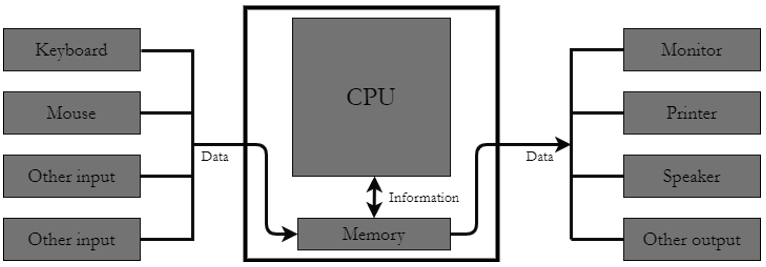 Keyboard
Mouse
Other input
Other input
Data
CPU
Information
Memory
Data
Monitor
Printer
Speaker
Other output